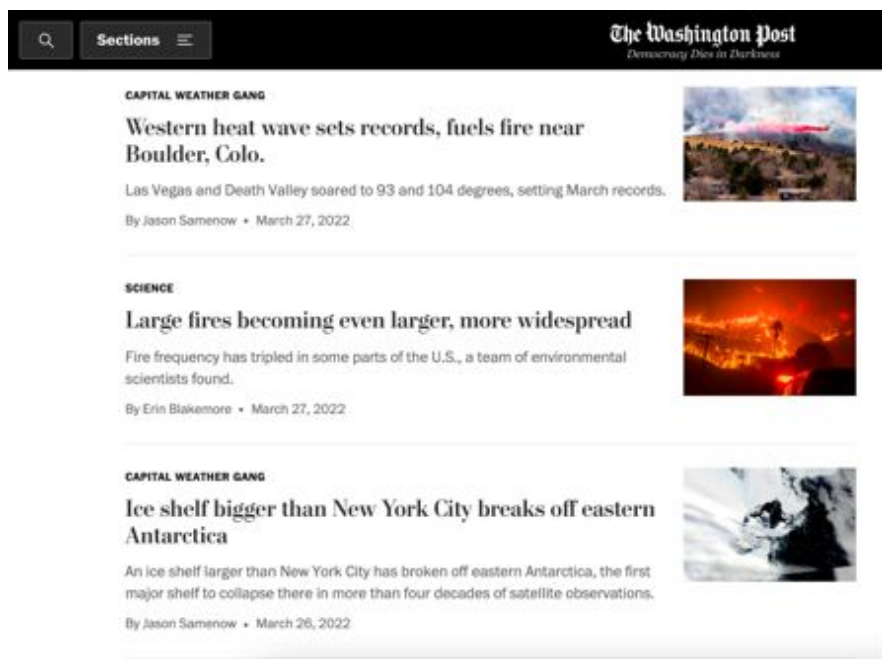 Sections
The Washington Post
Democracy Dies in Darkness
CAPITAL WEATHER GANG
Western heat wave sets records, fuels fire near
Boulder, Colo.
Las Vegas and Death Valley soared to 93 and 104 degrees, setting March records.
By Jason Samenow • March 27, 2022
SCIENCE
Large fires becoming even larger, more widespread
Fire frequency has tripled in some parts of the U.S., a team of environmental
scientists found.
By Erin Blakemore • March 27, 2022
CAPITAL WEATHER GANG
Ice shelf bigger than New York City breaks off eastern
Antarctica
An ice shelf larger than New York City has broken off eastern Antarctica, the first
major shelf to collapse there in more than four decades of satellite observations.
By Jason Samenow • March 26, 2022